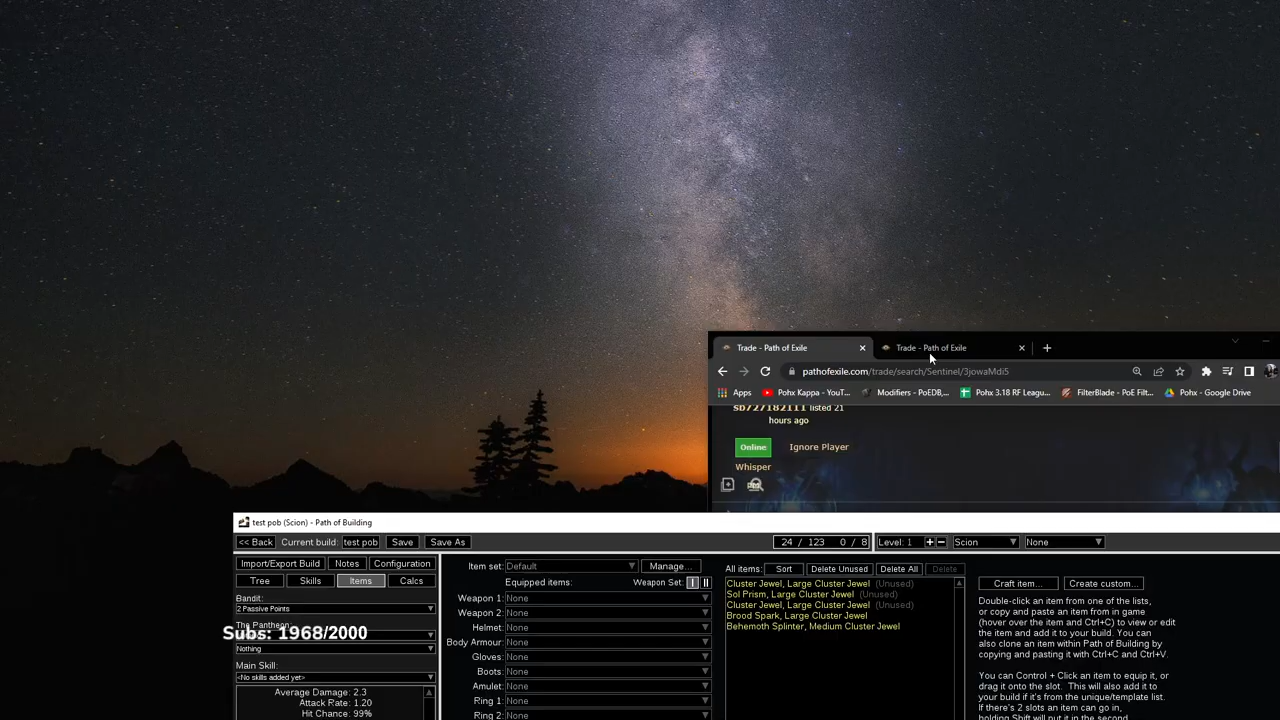 Trade - Path of Exile
Trade - Path of Exile
pathofexile.com/trade/search/Sentinel/3jowaMdi5
Apps
Pohx Kappa - YouT...
Modifiers - PoEDB,...
Pohx 3.18 RF Leagu...
FilterBlade - PoE Filt...
Pohx - Google Drive
sb727182111 listed 21
hours ago
Online
Ignore Player
Whisper
test pob (Scion) - Path of Building
<< Back
Current build:
test pob
Save
Save As
24 / 123 0 / 8
Level: 1
Scion
None
Import/Export Build
Notes
Configuration
Tree
Skills
Items
Calcs
Bandit:
2 Passive Points
The Pantheon:
Subs: 1968/2000
Nothing
Main Skill:
<No skills added yet>
Average Damage: 2.3
Attack Rate: 1.20
Hit Chance: 99%
Item set: Default
Manage...
Equipped items:
Weapon Set: I II
Weapon 1: None
Weapon 2: None
Helmet: None
Body Armour: None
Gloves: None
Boots: None
Amulet: None
Ring 1: None
Ring 2: None
All items:
Sort
Delete Unused
Delete All
Delete
Cluster Jewel, Large Cluster Jewel (Unused)
Sol Prism, Large Cluster Jewel (Unused)
Cluster Jewel, Large Cluster Jewel (Unused)
Brood Spark, Large Cluster Jewel
Behemoth Splinter, Medium Cluster Jewel
Craft item...
Create custom...
Double-click an item from one of the lists,
or copy and paste an item from in game
(hover over the item and Ctrl+C) to view or edit
the item and add it to your build. You can
also clone an item within Path of Building by
copying and pasting it with Ctrl+C and Ctrl+V.
You can Control + Click an item to equip it, or
drag it onto the slot. This will also add it to
your build if it's from the unique/template list.
If there's 2 slots an item can go in,
holding Shift will put it in the second.